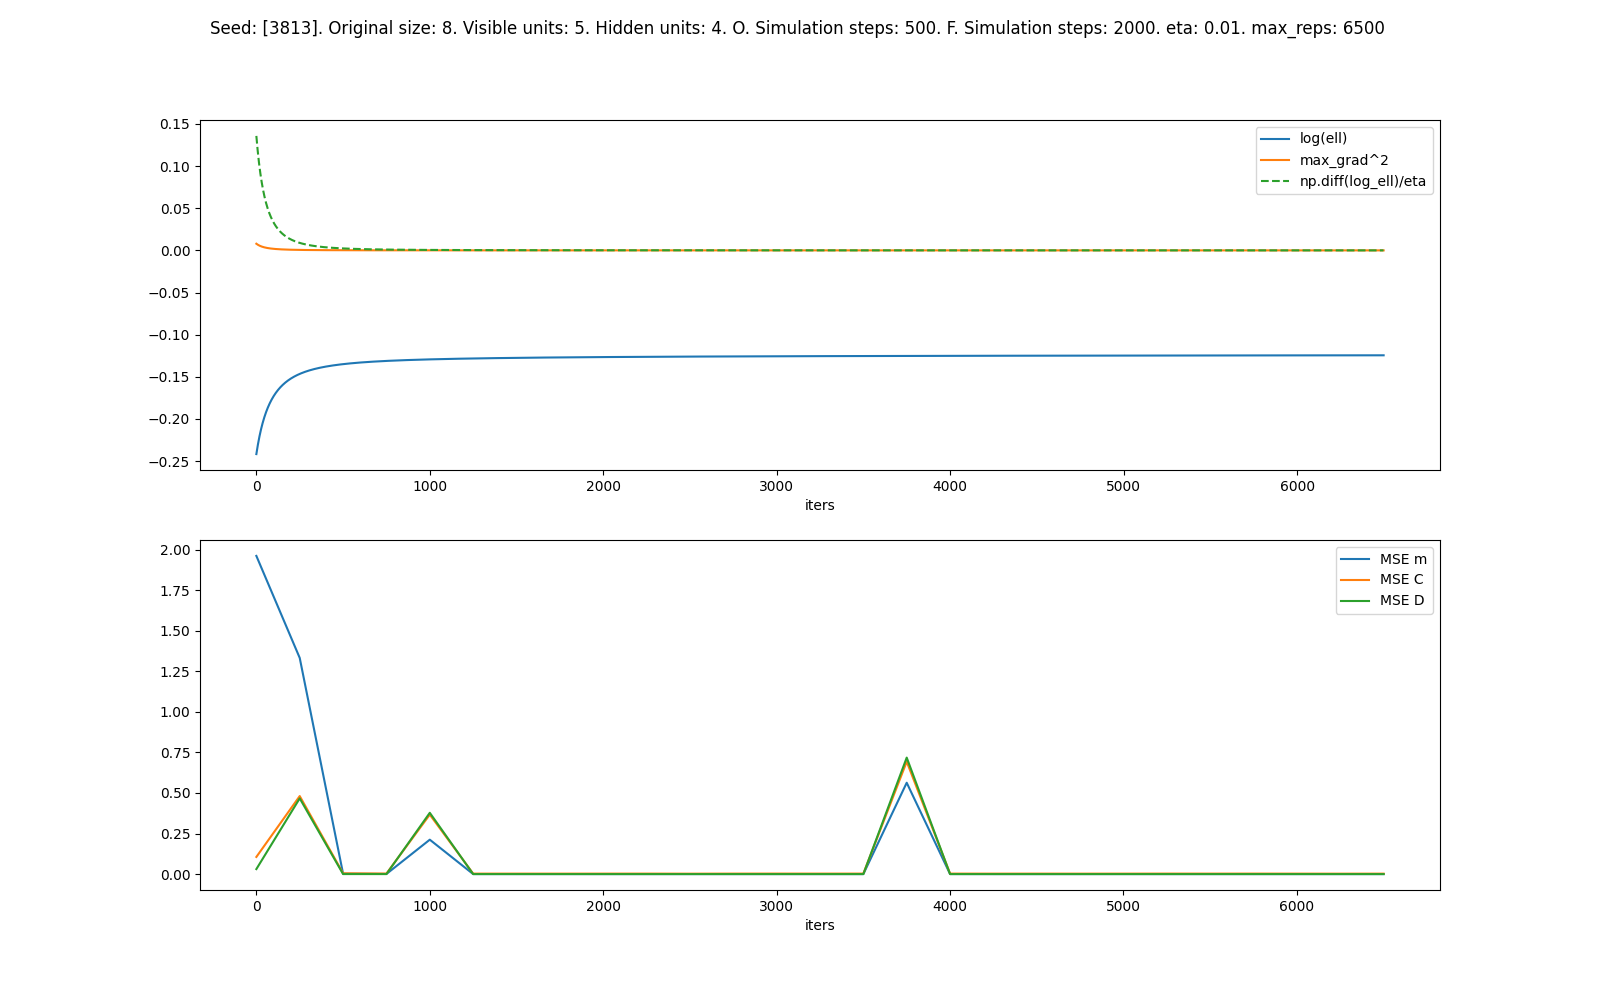 Seed: [3813]. Original size: 8. Visible units: 5. Hidden units: 4. O. Simulation steps: 500. F. Simulation steps: 2000. eta: 0.01. max_reps: 6500
0.15
0.10
0.05
0.00
−0.05
−0.10
−0.15
−0.20
−0.25
log(ell)
max_grad^2
np.diff(log_ell)/eta
0 1000 2000 3000 4000 5000 6000
iters
2.00
1.75
1.50
1.25
1.00
0.75
0.50
0.25
0.00
MSE m
MSE C
MSE D
0 1000 2000 3000 4000 5000 6000
iters